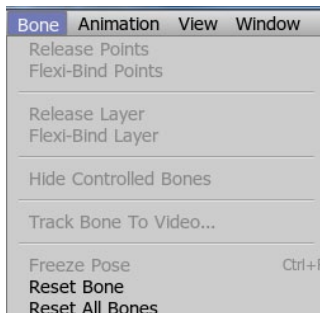 Bone Animation View Window
Release Points
Flexi-Bind Points
Release Layer
Flexi-Bind Layer
Hide Controlled Bones
Track Bone To Video...
Freeze Pose
Reset Bone
Reset All Bones